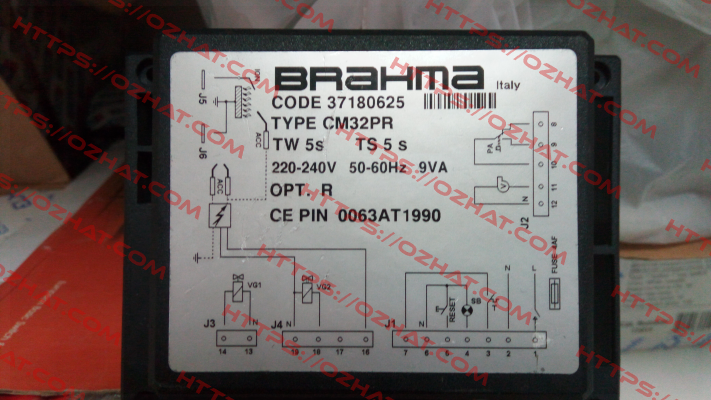 BRAHMA Italy
CODE 37180625
TYPE CM32PR
TW 5s TS 5 s
220-240V 50-60Hz 9VA
OPT. R
CE PIN 0063AT1990
J5
J6
ION
ACC
ACC
PA
V
N
8
9
10
11
12
J2
VG1
VG2
N
N
N
N
L
RESET
SB
FUSE 4AF
J3
J4
J1
14 13
19 18 17 16
7 6 5 4 3 2 1
HTTPS://OZHAT.COM